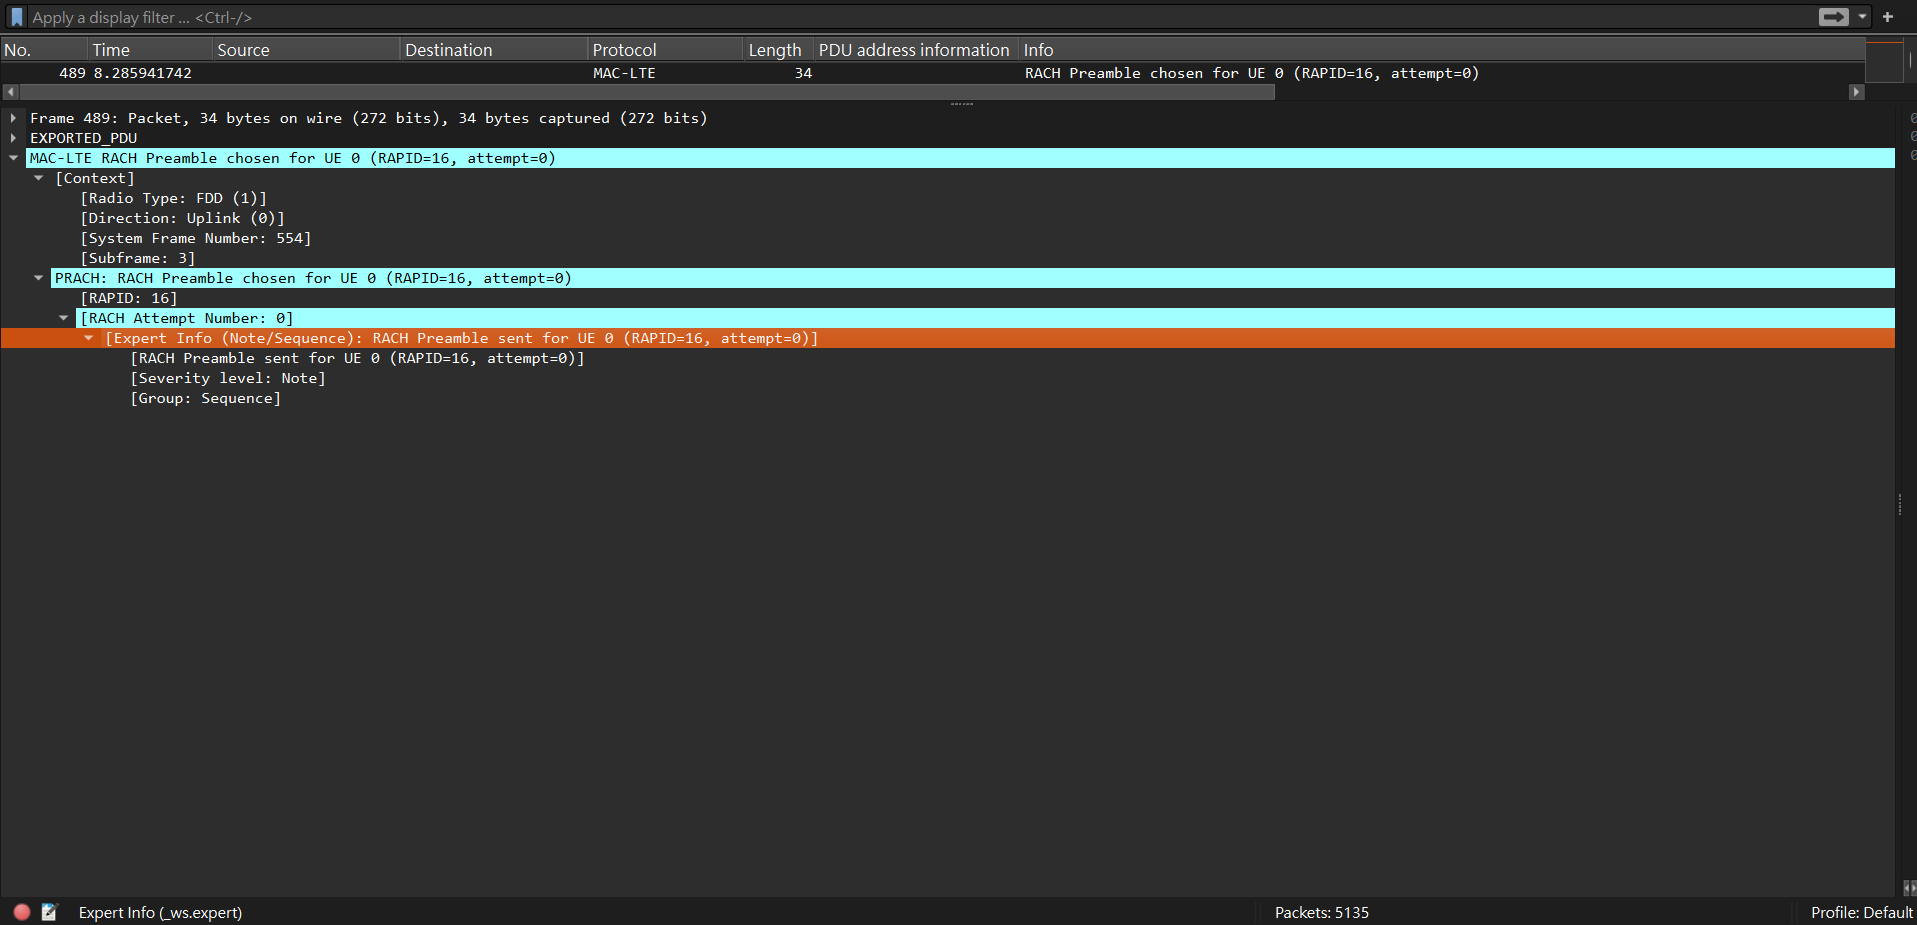 Apply a display filter ... <Ctrl-/>
No. Time Source Destination Protocol Length PDU address information Info
489 8.285941742 MAC-LTE 34 RACH Preamble chosen for UE 0 (RAPID=16, attempt=0)
Frame 489: Packet, 34 bytes on wire (272 bits), 34 bytes captured (272 bits)
EXPORTED_PDU
MAC-LTE RACH Preamble chosen for UE 0 (RAPID=16, attempt=0)
[Context]
[Radio Type: FDD (1)]
[Direction: Uplink (0)]
[System Frame Number: 554]
[Subframe: 3]
PRACH: RACH Preamble chosen for UE 0 (RAPID=16, attempt=0)
[RAPID: 16]
[RACH Attempt Number: 0]
[Expert Info (Note/Sequence): RACH Preamble sent for UE 0 (RAPID=16, attempt=0)]
[RACH Preamble sent for UE 0 (RAPID=16, attempt=0)]
[Severity level: Note]
[Group: Sequence]
Expert Info (_ws.expert) Packets: 5135 Profile: Default